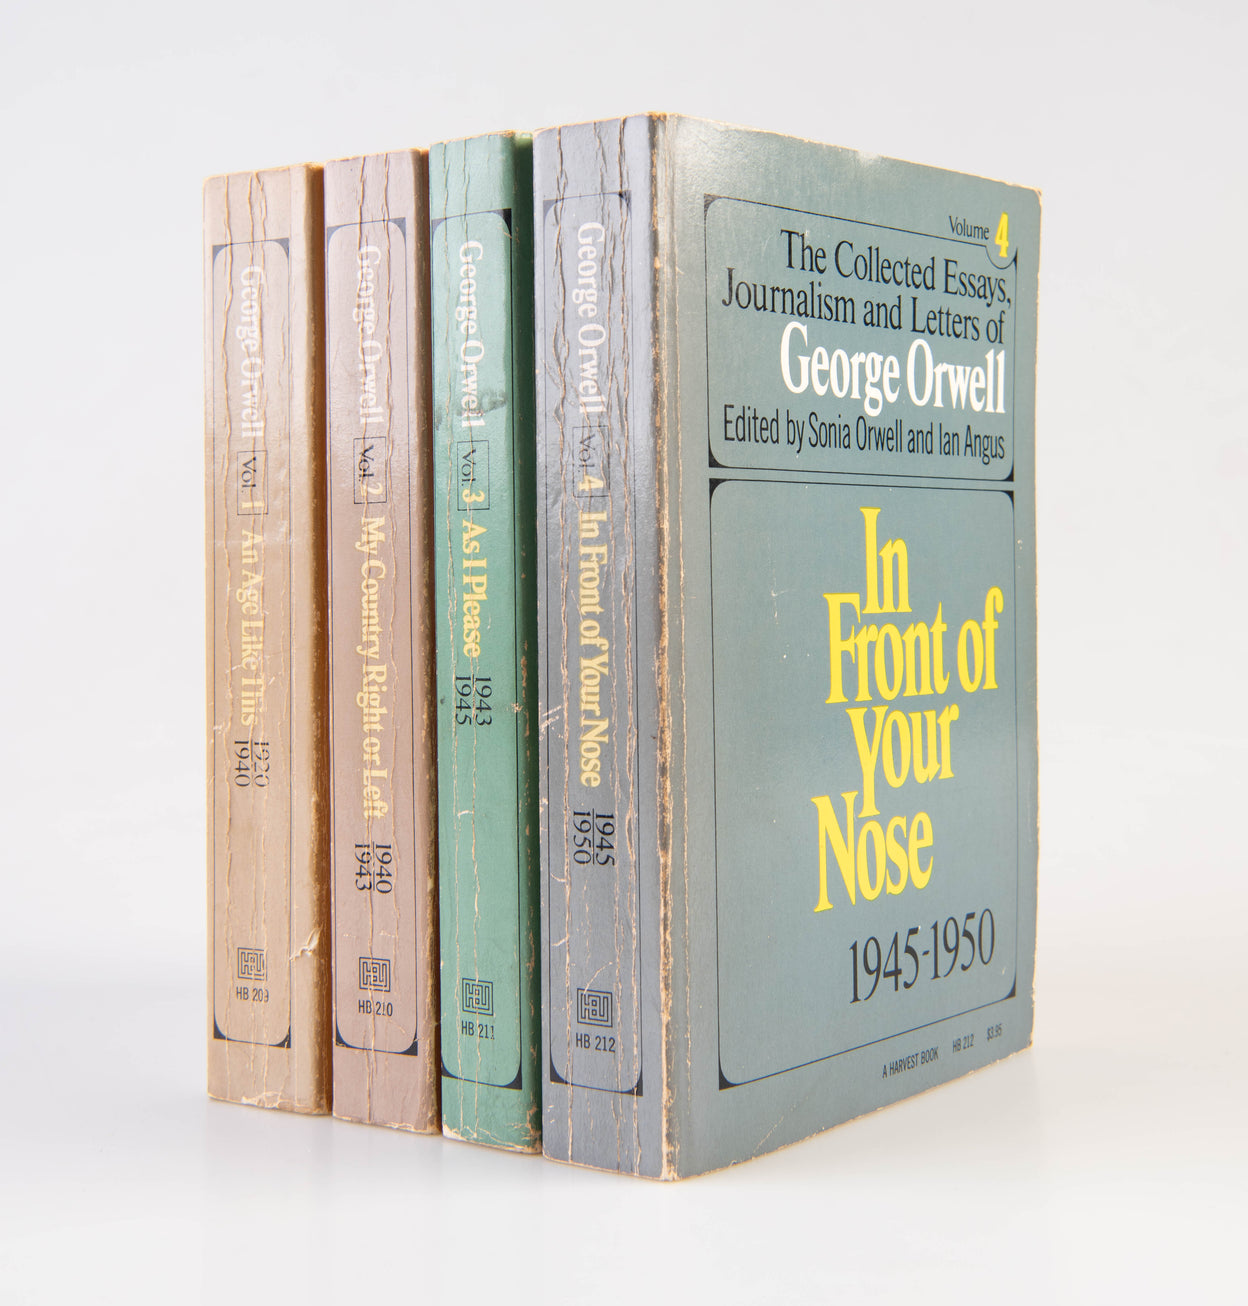 George Orwell Vol. 1 An Age Like This 1920 1940
HBJ
HB 209
George Orwell Vol. 2 My Country Right or Left 1940 1943
HBJ
HB 210
George Orwell Vol. 3 As I Please 1943 1945
HBJ
HB 211
George Orwell Vol. 4 In Front of Your Nose 1945 1950
HBJ
HB 212
Volume 4
The Collected Essays,
Journalism and Letters of
George Orwell
Edited by Sonia Orwell and Ian Angus
In
Front of
Your
Nose
1945-1950
A HARVEST BOOK HB 212 $3.95